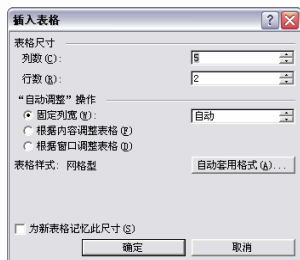 插入表格
表格尺寸
列数(C): 5
行数(R): 2
“自动调整”操作
固定列宽(W): 自动
根据内容调整表格(F)
根据窗口调整表格(D)
表格样式: 网格型 自动套用格式(A)...
为新表格记忆此尺寸(S)
确定 取消